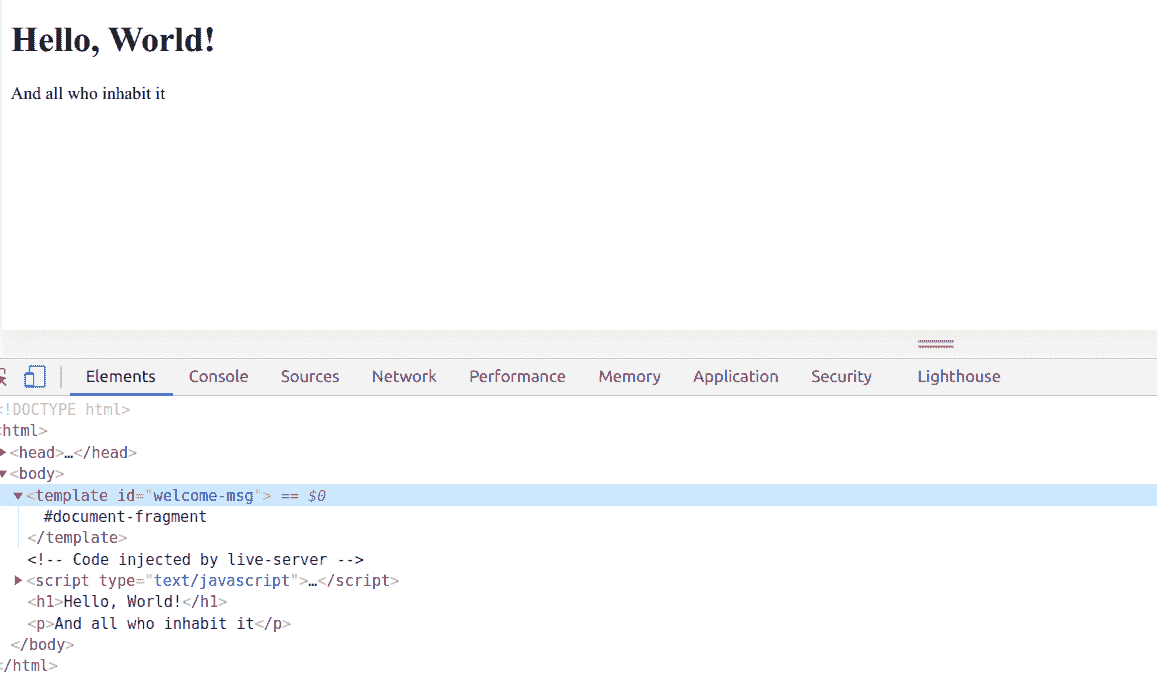 Hello, World!
And all who inhabit it
Elements Console Sources Network Performance Memory Application Security Lighthouse
<!DOCTYPE html>
<html>
<head>…</head>
<body>
<template id="welcome-msg"> == $0
#document-fragment
</template>
<!-- Code injected by live-server -->
<script type="text/javascript">…</script>
<h1>Hello, World!</h1>
<p>And all who inhabit it</p>
</body>
</html>